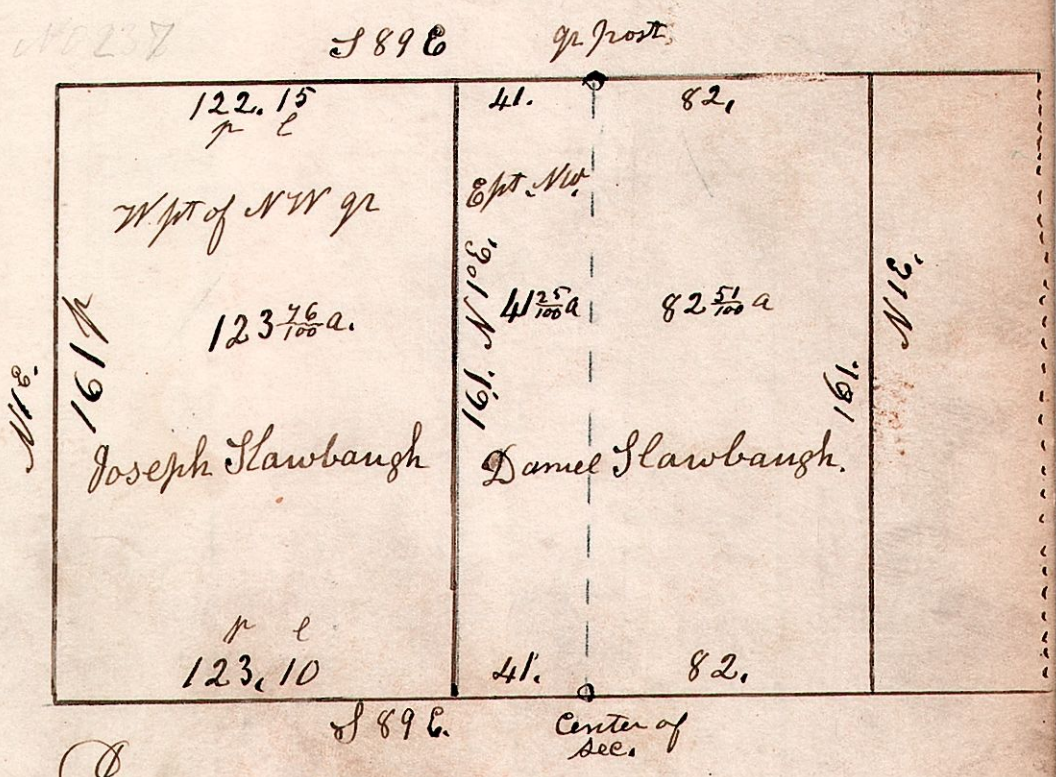 No 237
S 89 E
qr post
122. 15
p l
41.
82,
W. pt of NW qr
E pt. NW.
N 1 E.
161 p
123 76/100 a.
161.
41 25/100 a
82 51/100 a
161.
N 1 E.
Joseph Slawbaugh
Daniel Slawbaugh.
p l
123, 10
41.
82.
S 89 E.
Center of
Sec.